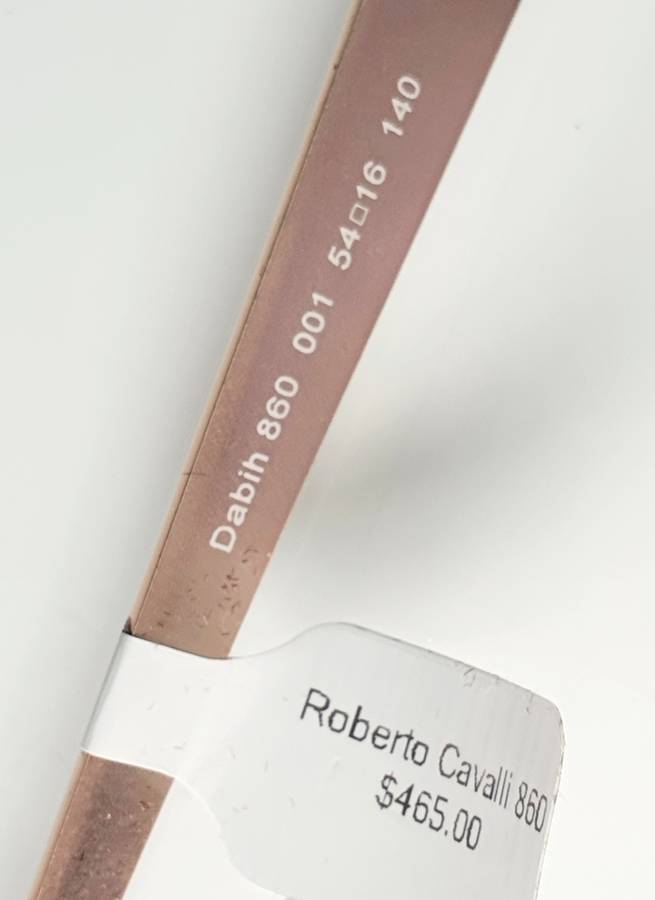 Dabih 860 001 54□16 140
Roberto Cavalli 860
$465.00